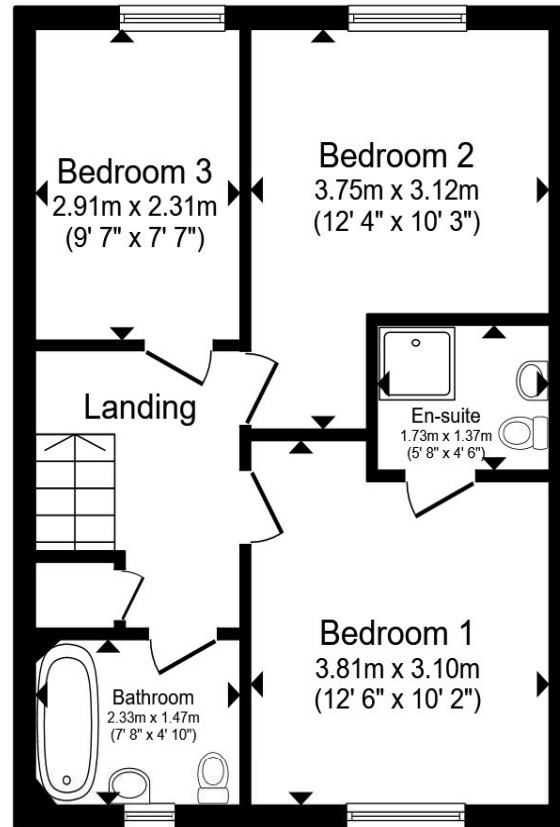 Bedroom 3
2.91m x 2.31m
(9' 7" x 7' 7")
Bedroom 2
3.75m x 3.12m
(12' 4" x 10' 3")
Landing
En-suite
1.73m x 1.37m
(5' 8" x 4' 6")
Bedroom 1
3.81m x 3.10m
(12' 6" x 10' 2")
Bathroom
2.33m x 1.47m
(7' 8" x 4' 10")